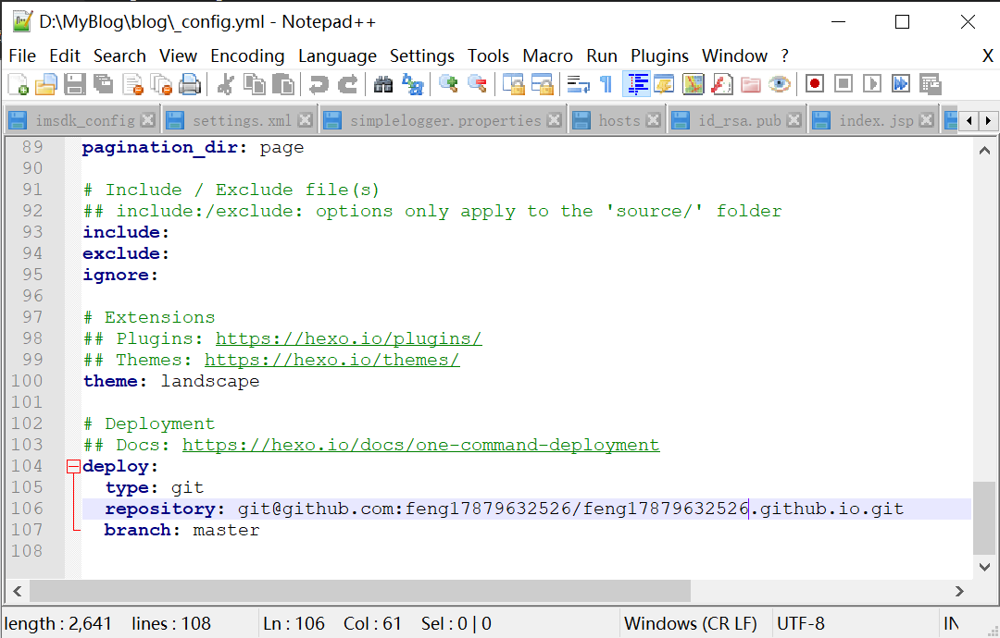 D:\MyBlog\blog\_config.yml - Notepad++
File Edit Search View Encoding Language Settings Tools Macro Run Plugins Window ? X
imsdk_config settings.xml simplelogger.properties hosts id_rsa.pub index.jsp
89 pagination_dir: page
90
91 # Include / Exclude file(s)
92 ## include:/exclude: options only apply to the 'source/' folder
93 include:
94 exclude:
95 ignore:
96
97 # Extensions
98 ## Plugins: https://hexo.io/plugins/
99 ## Themes: https://hexo.io/themes/
100 theme: landscape
101
102 # Deployment
103 ## Docs: https://hexo.io/docs/one-command-deployment
104 deploy:
105 type: git
106 repository: git@github.com:feng17879632526/feng17879632526.github.io.git
107 branch: master
108
length : 2,641 lines : 108 Ln : 106 Col : 61 Sel : 0 | 0 Windows (CR LF) UTF-8 IN